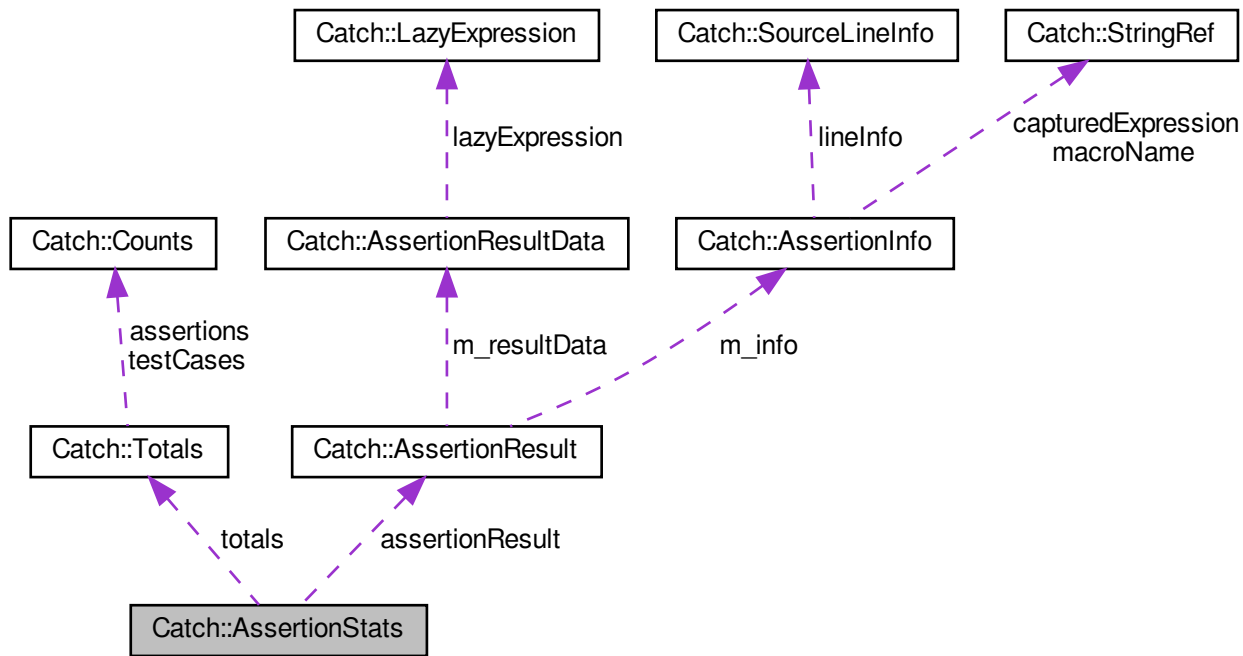 Catch::LazyExpression
Catch::SourceLineInfo
Catch::StringRef
lazyExpression
lineInfo
capturedExpression
macroName
Catch::Counts
Catch::AssertionResultData
Catch::AssertionInfo
assertions
testCases
m_resultData
m_info
Catch::Totals
Catch::AssertionResult
totals
assertionResult
Catch::AssertionStats